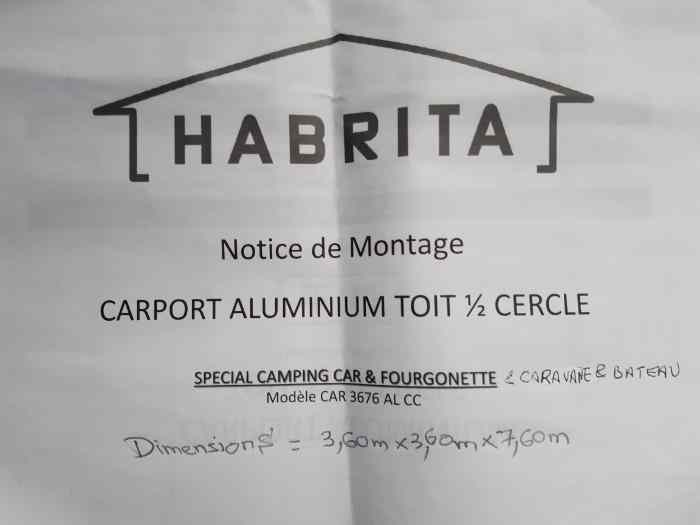 HABRITA
Notice de Montage
CARPORT ALUMINIUM TOIT ½ CERCLE
SPECIAL CAMPING CAR & FOURGONETTE & CARAVANE & BATEAU
Modèle CAR 3676 AL CC
Dimensions = 3,60m x 3,60m x 7,60m